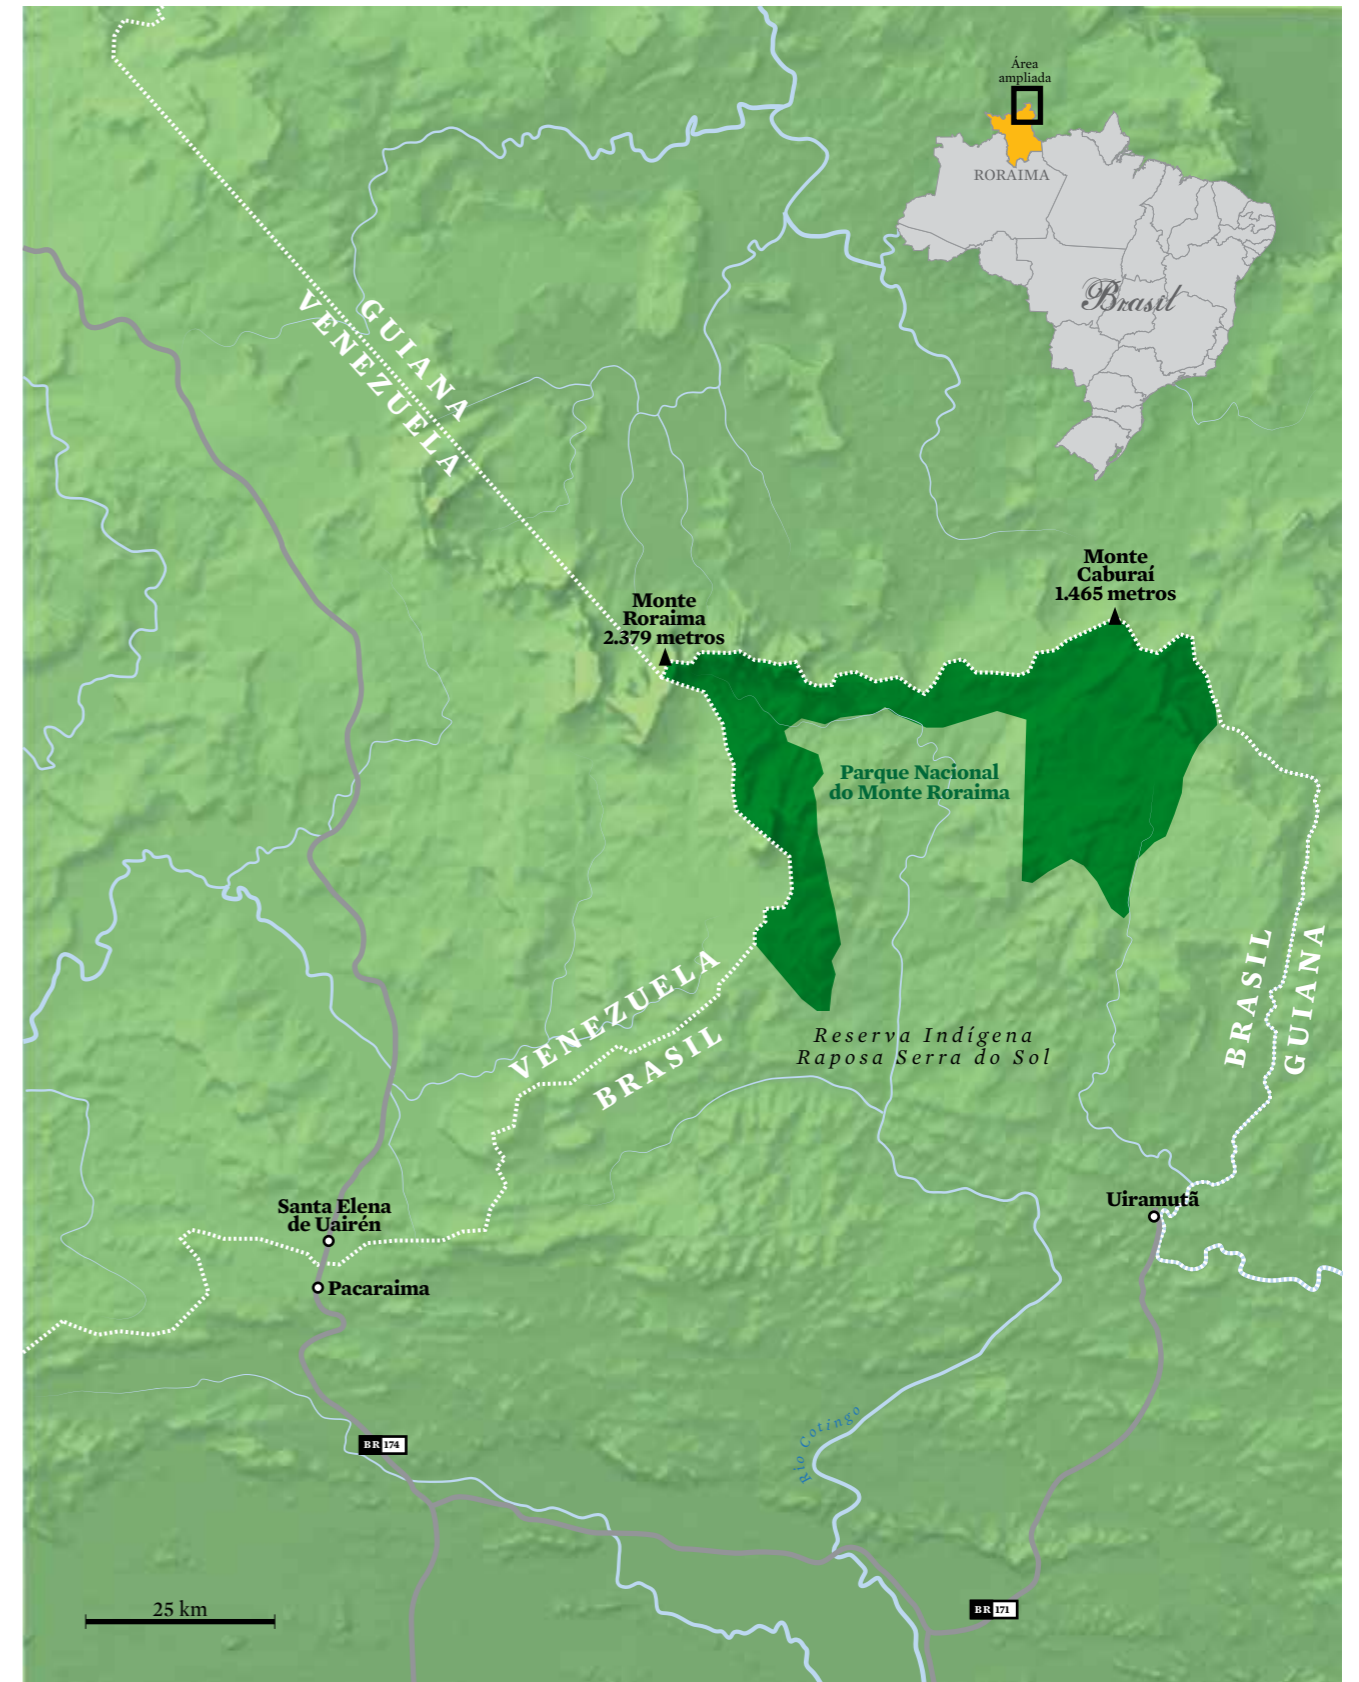 Área
ampliada
RORAIMA
Brasil
GUIANA
VENEZUELA
Monte
Caburaí
1.465 metros
Monte
Roraima
2.379 metros
Parque Nacional
do Monte Roraima
BRASIL
GUIANA
VENEZUELA
BRASIL
Reserva Indígena
Raposa Serra do Sol
Santa Elena
de Uairén
Uiramutã
Pacaraima
Rio Cotingo
BR 174
25 km
BR 171